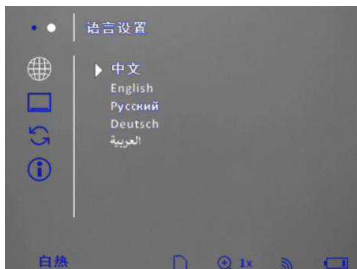 语言设置
中文
English
Русский
Deutsch
العربية
白热
1x